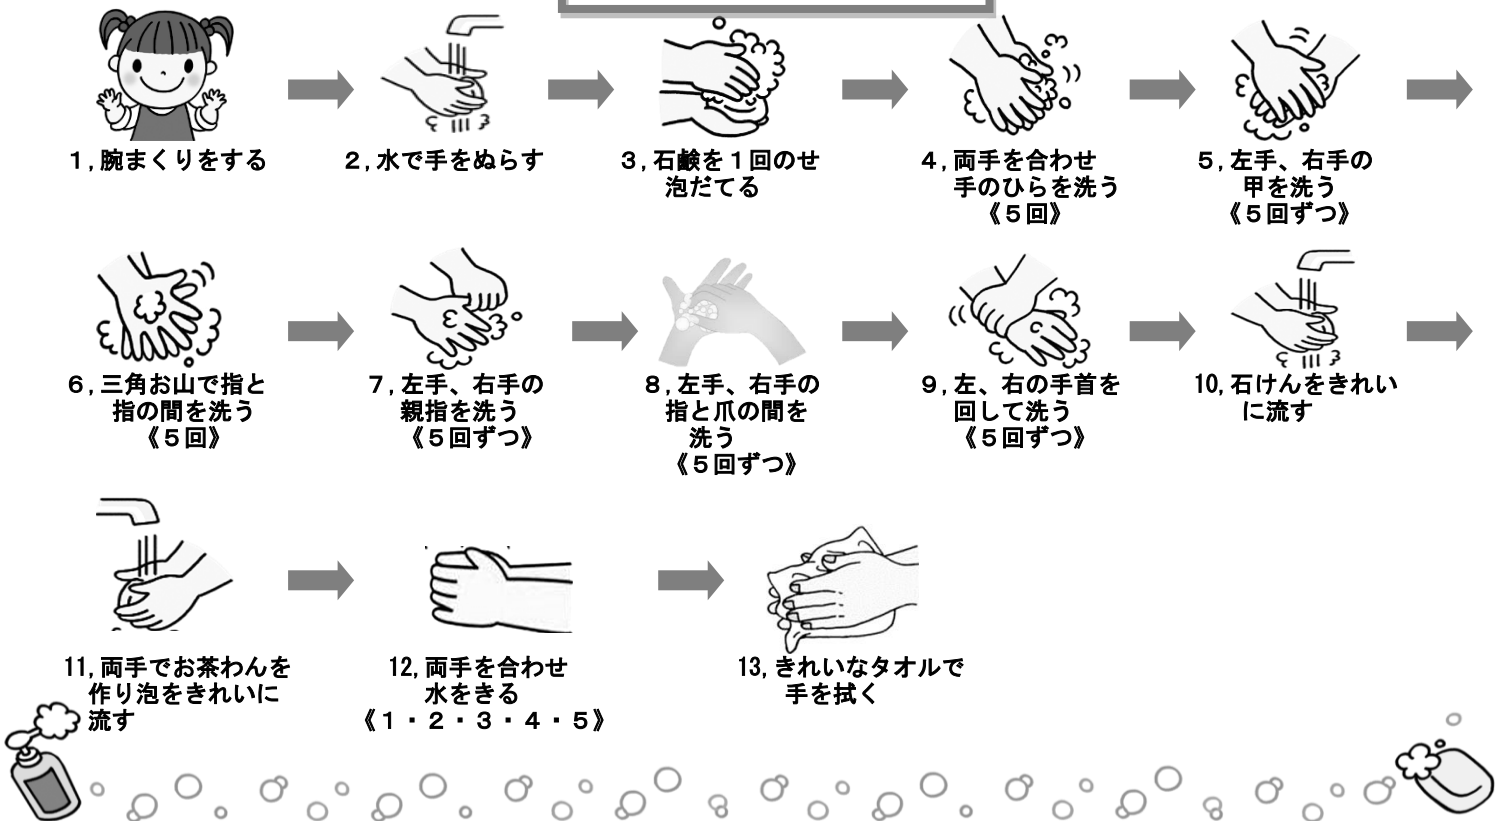 1,腕まくりをする
2,水で手をぬらす
3,石鹸を1回のせ
泡だてる
4,両手を合わせ
手のひらを洗う
《5回》
5,左手、右手の
甲を洗う
《5回ずつ》
6,三角お山で指と
指の間を洗う
《5回》
7,左手、右手の
親指を洗う
《5回ずつ》
8,左手、右手の
指と爪の間を
洗う
《5回ずつ》
9,左、右の手首を
回して洗う
《5回ずつ》
10,石けんをきれい
に流す
11,両手でお茶わんを
作り泡をきれいに
流す
12,両手を合わせ
水をきる
《1・2・3・4・5》
13,きれいなタオルで
手を拭く